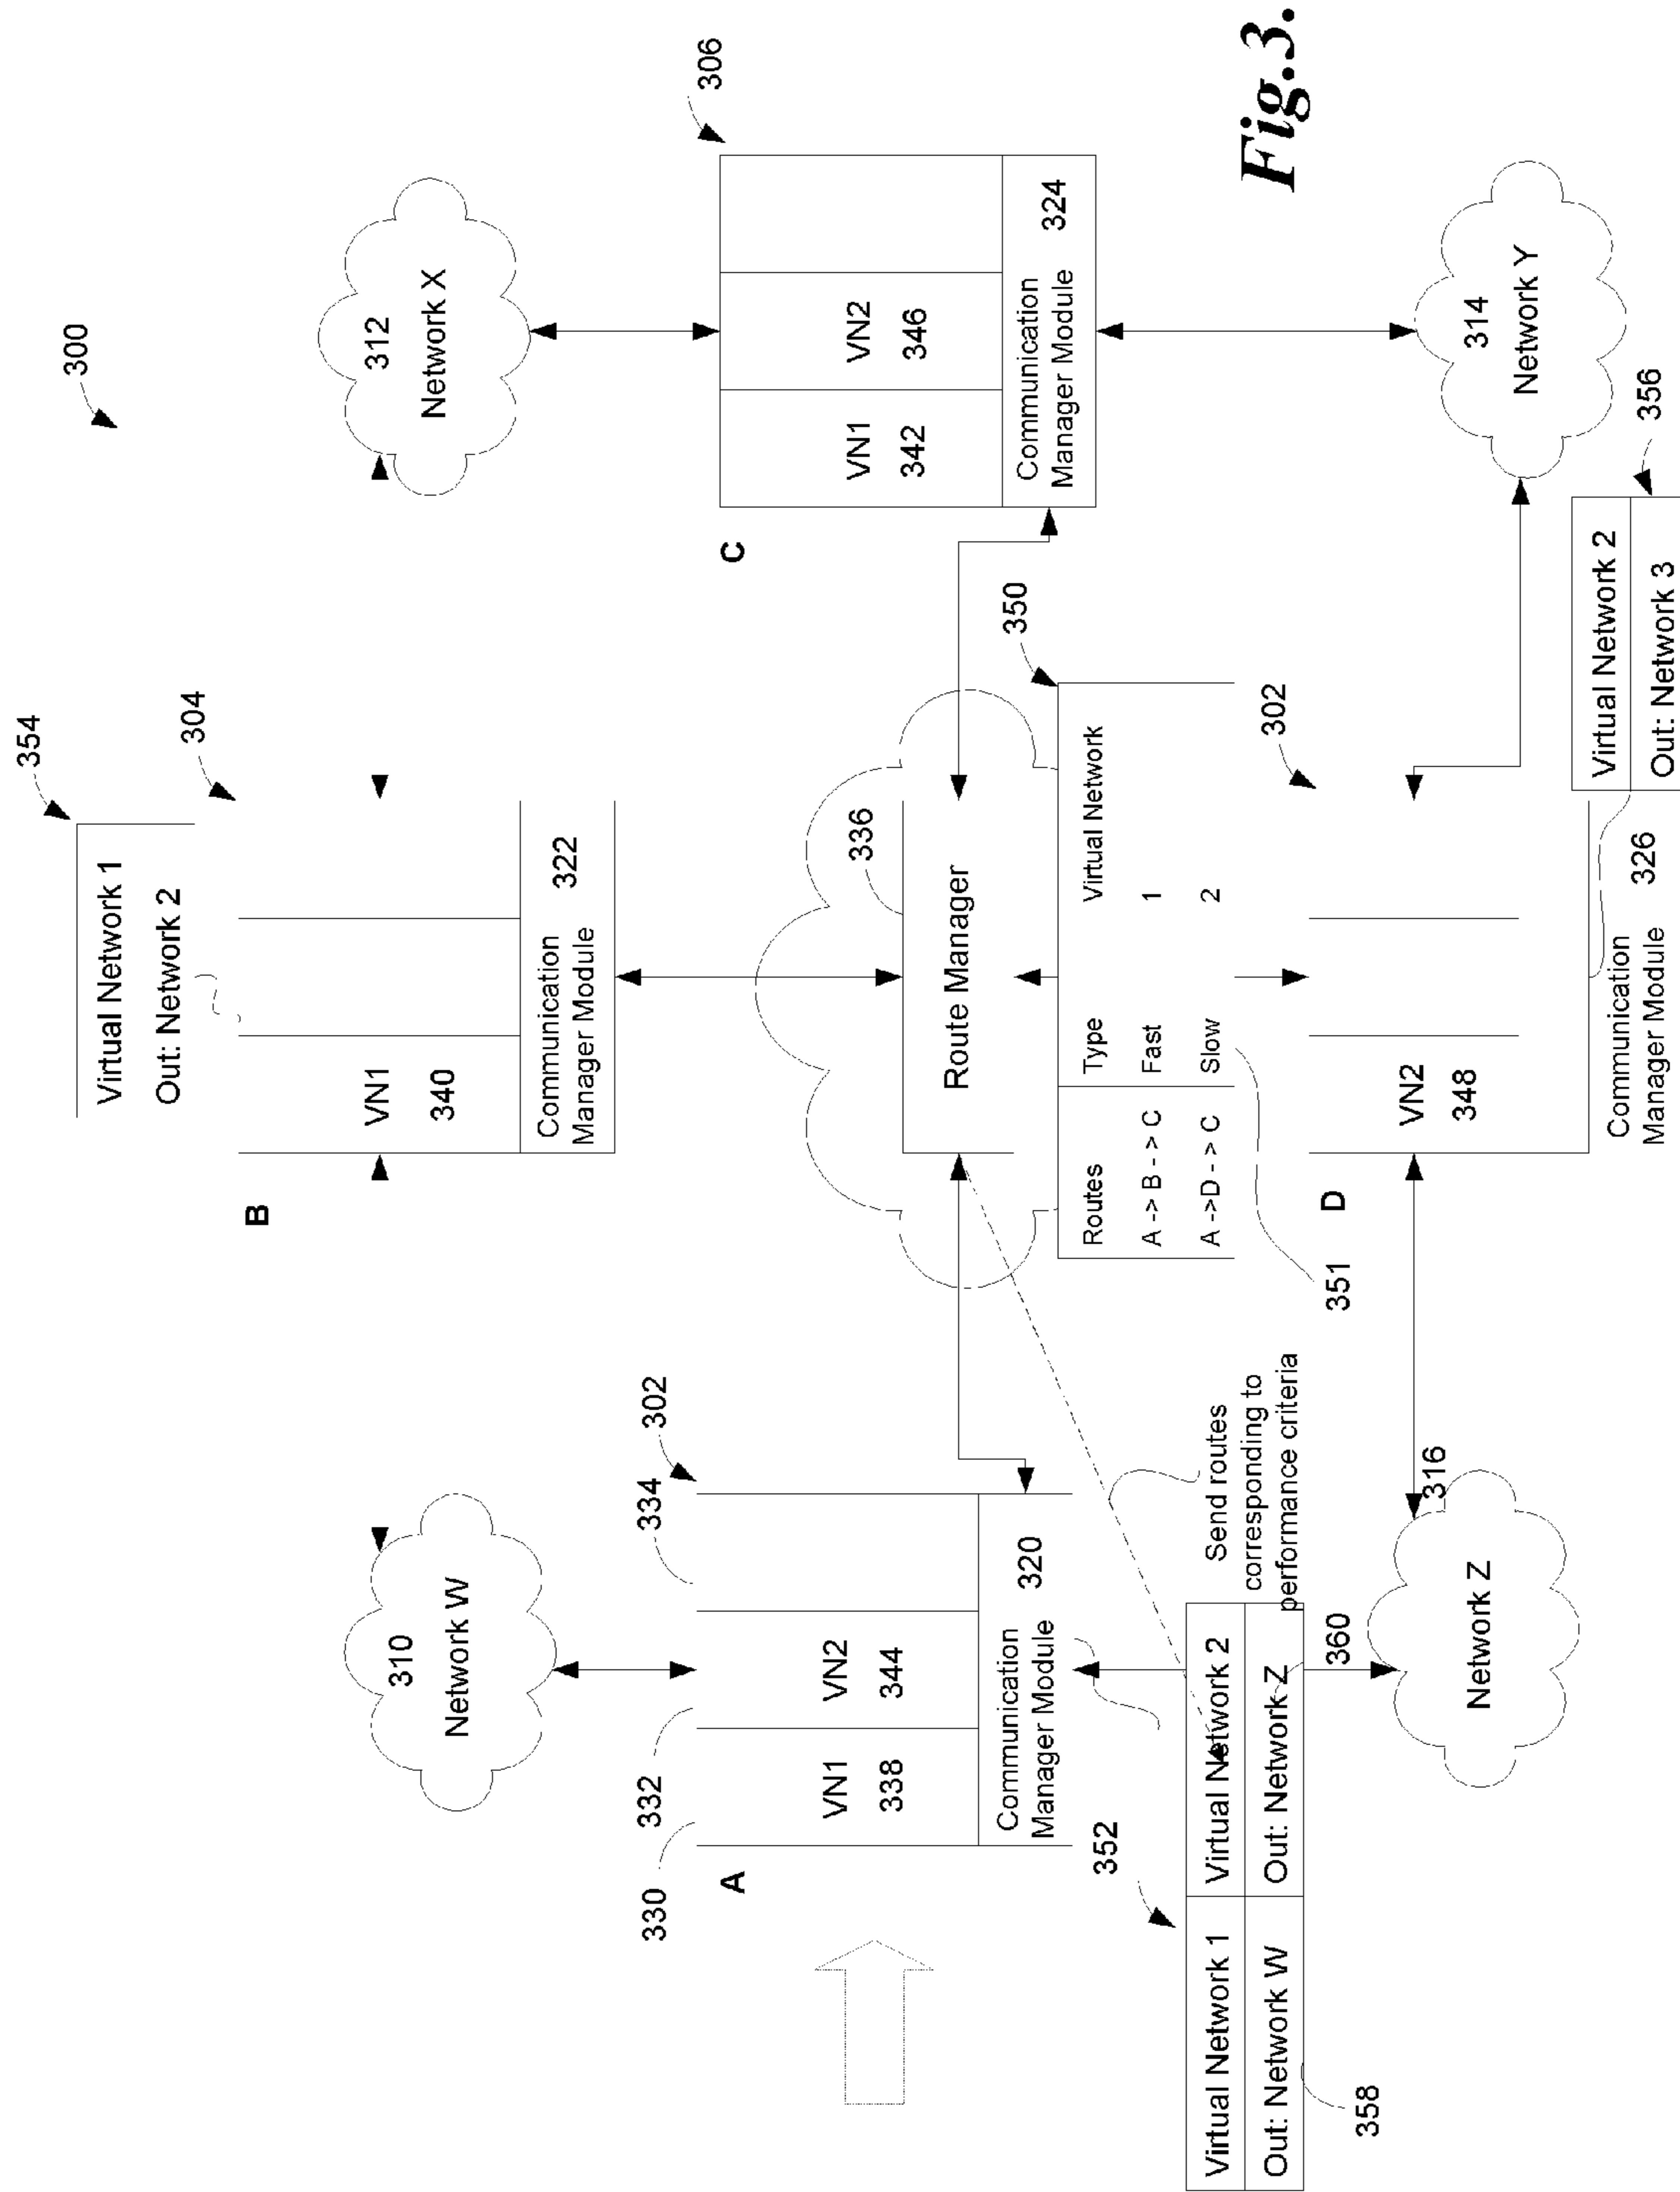 300
354
Virtual Network 1
Out: Network 2
304
B
VN1
340
Communication
Manager Module
322
310
Network W
312
Network X
306
330
332
334
302
A
VN1
338
VN2
344
Communication
Manager Module
320
336
Route Manager
350
Routes
Type
Virtual Network
A -> B - > C
Fast
1
A ->D - > C
Slow
2
351
C
VN1
342
VN2
346
Communication
Manager Module
324
352
Virtual Network 1
Virtual Network 2
Out: Network W
Out: Network Z
358
360
Send routes
corresponding to
performance criteria
316
Network Z
302
D
VN2
348
Communication
Manager Module
326
314
Network Y
356
Virtual Network 2
Out: Network 3
Fig.3.